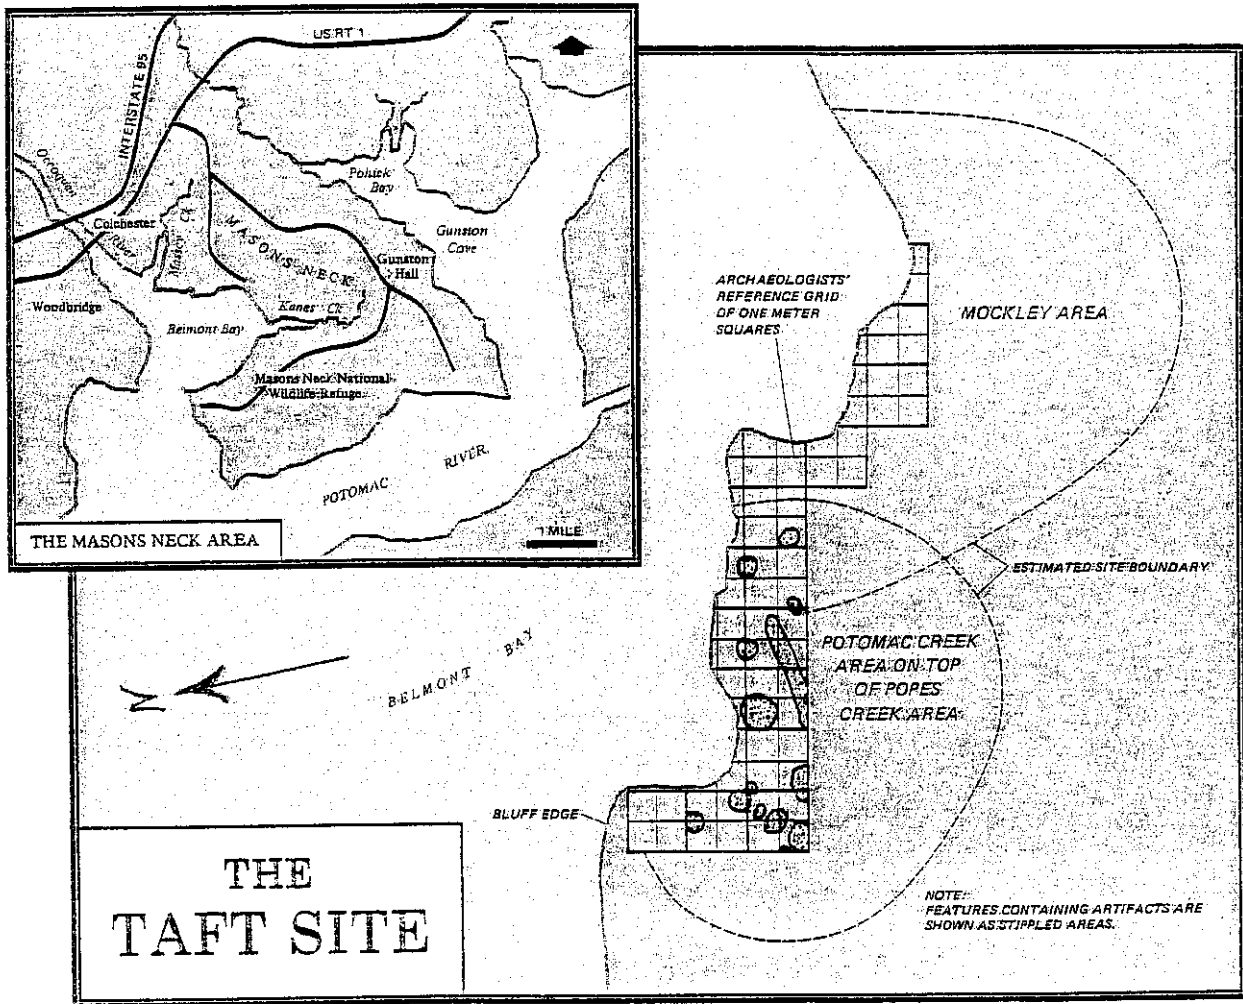 US RT 1
INTERSTATE 95
Occoquan
River
Pohick
Bay
Colchester
Massey Cr.
MASON'S NECK
Gunston
Cove
Gunston
Hall
Woodbridge
Kanes Ck
Belmont Bay
Masons Neck National
Wildlife Refuge
POTOMAC RIVER
1 MILE
THE MASONS NECK AREA
ARCHAEOLOGISTS'
REFERENCE GRID
OF ONE METER
SQUARES
MOCKLEY AREA
ESTIMATED SITE BOUNDARY
POTOMAC CREEK
AREA ON TOP
OF POPES
CREEK AREA
N
BELMONT BAY
BLUFF EDGE
THE
TAFT SITE
NOTE:
FEATURES CONTAINING ARTIFACTS ARE
SHOWN AS STIPPLED AREAS.